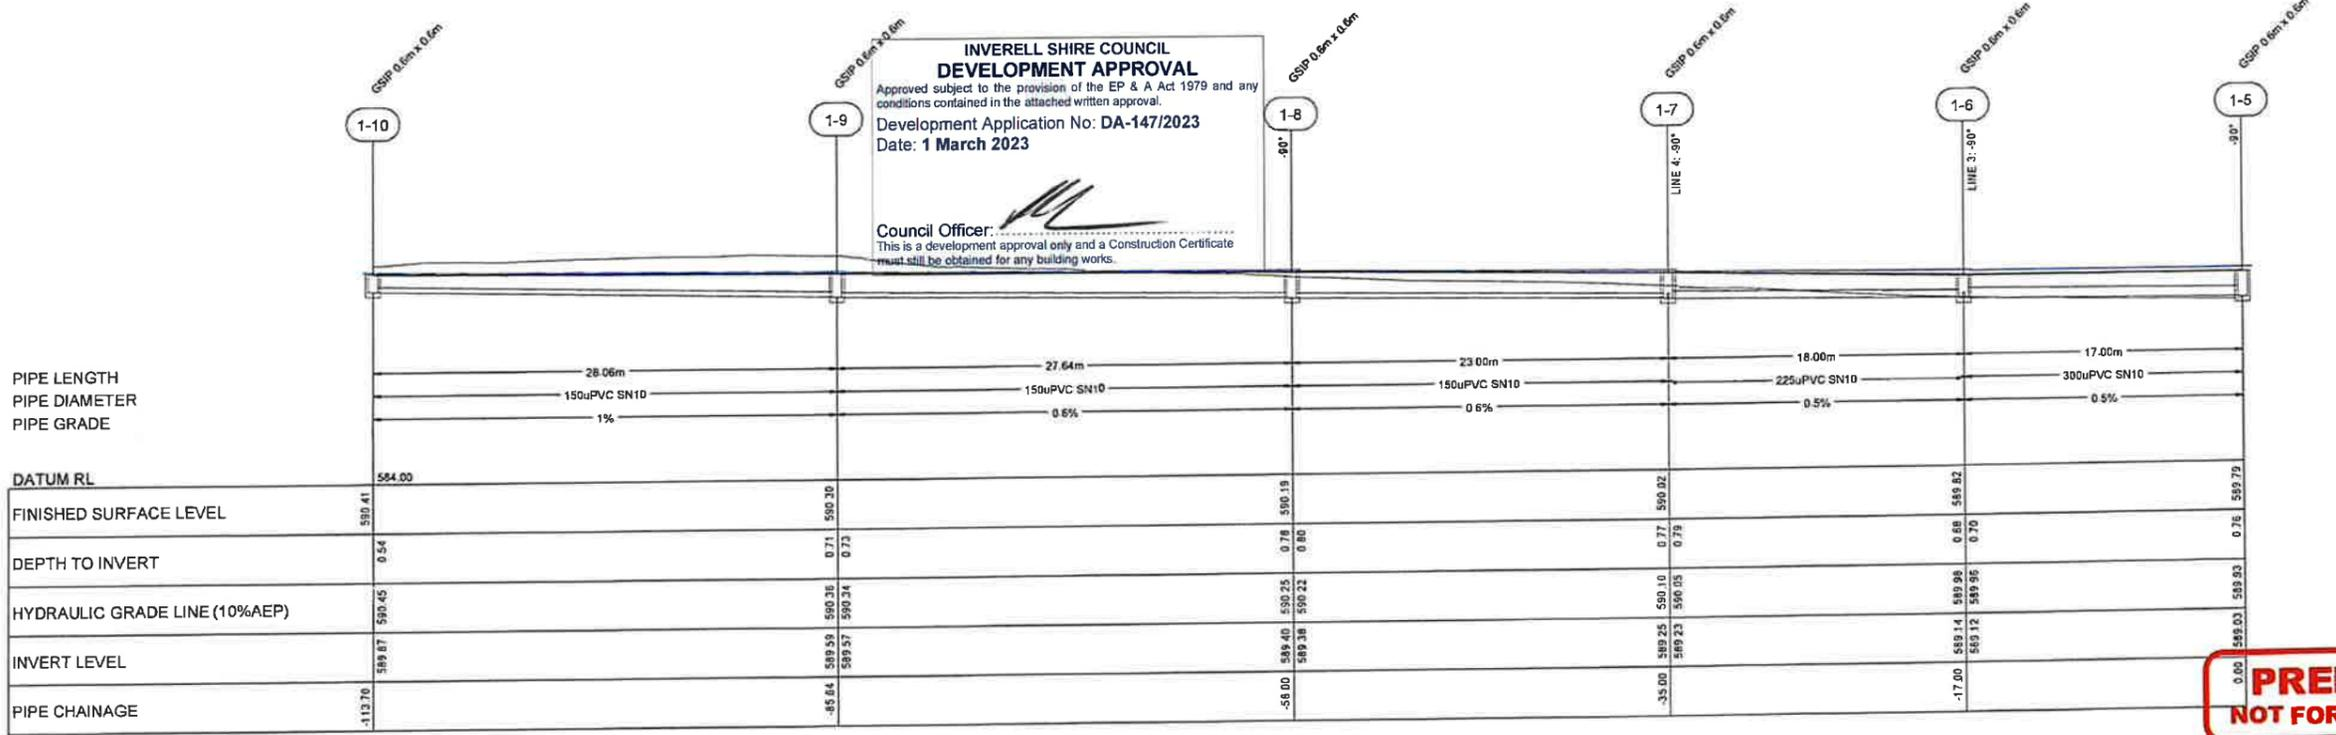 GSIP 0.6m x 0.6m
GSIP 0.6m x 0.6m
GSIP 0.6m x 0.6m
GSIP 0.6m x 0.6m
GSIP 0.6m x 0.6m
GSIP 0.6m x 0.6m
1-10
1-9
1-8
1-7
1-6
1-5
-90°
LINE 4: -90°
LINE 3: -90°
-90°
INVERELL SHIRE COUNCIL
DEVELOPMENT APPROVAL
Approved subject to the provision of the EP & A Act 1979 and any
conditions contained in the attached written approval.
Development Application No: DA-147/2023
Date: 1 March 2023
Council Officer:
This is a development approval only and a Construction Certificate
must still be obtained for any building works.
PIPE LENGTH 28.06m 27.64m 23.00m 18.00m 17.00m
PIPE DIAMETER 150uPVC SN10 150uPVC SN10 150uPVC SN10 225uPVC SN10 300uPVC SN10
PIPE GRADE 1% 0.6% 0.6% 0.5% 0.5%
DATUM RL 584.00
FINISHED SURFACE LEVEL 590.41 590.30 590.19 590.02 589.82 589.79
DEPTH TO INVERT 0.54 0.71 0.73 0.78 0.80 0.77 0.79 0.68 0.70 0.76
HYDRAULIC GRADE LINE (10%AEP) 590.45 590.36 590.34 590.25 590.22 590.10 590.05 589.98 589.96 589.93
INVERT LEVEL 589.87 589.59 589.57 589.40 589.38 589.25 589.23 589.14 589.12 589.03
PIPE CHAINAGE -113.70 -85.64 -58.00 -35.00 -17.00 0.00
NOT FOR